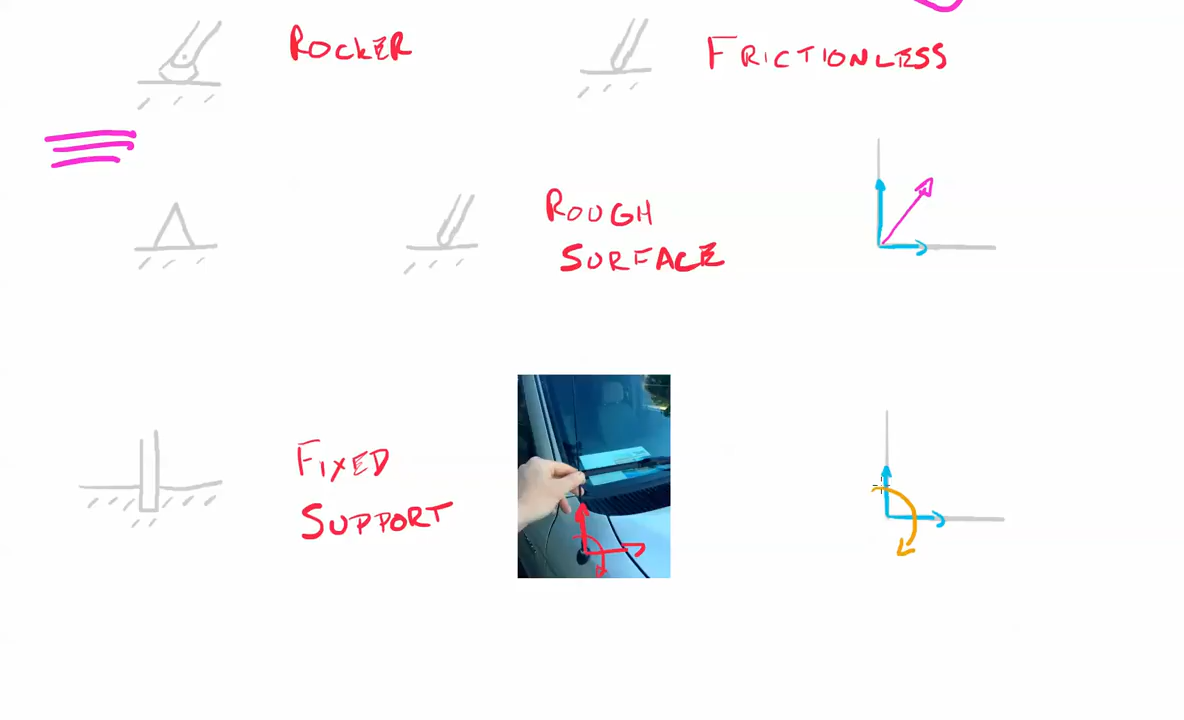 ROCKER
FRICTIONLESS
ROUGH
SURFACE
FIXED
SUPPORT